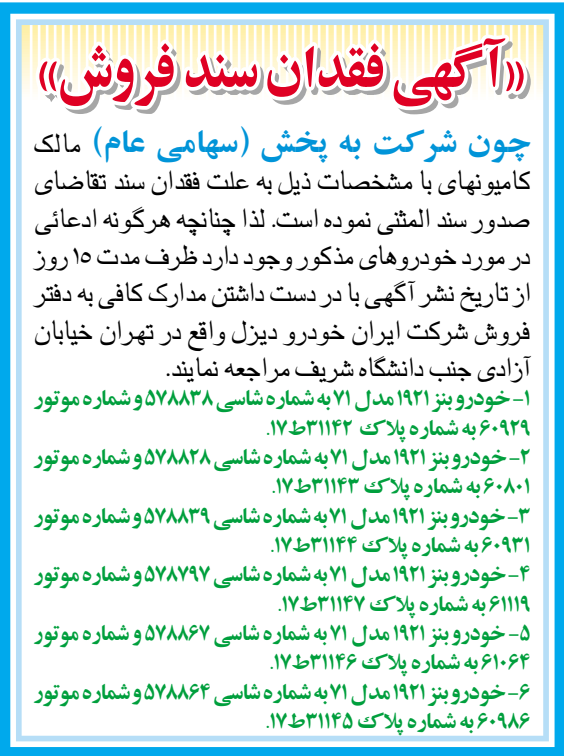 «آگهی فقدان سند فروش»
چون شرکت به پخش (سهامی عام) مالک
کامیونهای با مشخصات ذیل به علت فقدان سند تقاضای
صدور سند المثنی نموده است. لذا چنانچه هرگونه ادعائی
در مورد خودروهای مذکور وجود دارد ظرف مدت ۱۵ روز
از تاریخ نشر آگهی با در دست داشتن مدارک کافی به دفتر
فروش شرکت ایران خودرو دیزل واقع در تهران خیابان
آزادی جنب دانشگاه شریف مراجعه نمایند.
۱- خودرو بنز ۱۹۲۱ مدل ۷۱ به شماره شاسی ۵۷۸۸۳۸ و شماره موتور
۶۰۹۲۹ به شماره پلاک ۳۱۱۴۲ط۱۷.
۲- خودرو بنز ۱۹۲۱ مدل ۷۱ به شماره شاسی ۵۷۸۸۲۸ و شماره موتور
۶۰۸۰۱ به شماره پلاک ۳۱۱۴۳ط۱۷.
۳- خودرو بنز ۱۹۲۱ مدل ۷۱ به شماره شاسی ۵۷۸۸۳۹ و شماره موتور
۶۰۹۳۱ به شماره پلاک ۳۱۱۴۴ط۱۷.
۴- خودرو بنز ۱۹۲۱ مدل ۷۱ به شماره شاسی ۵۷۸۷۹۷ و شماره موتور
۶۱۱۱۹ به شماره پلاک ۳۱۱۴۷ط۱۷.
۵- خودرو بنز ۱۹۲۱ مدل ۷۱ به شماره شاسی ۵۷۸۸۶۷ و شماره موتور
۶۱۰۶۴ به شماره پلاک ۳۱۱۴۶ط۱۷.
۶- خودرو بنز ۱۹۲۱ مدل ۷۱ به شماره شاسی ۵۷۸۸۶۴ و شماره موتور
۶۰۹۸۶ به شماره پلاک ۳۱۱۴۵ط۱۷.